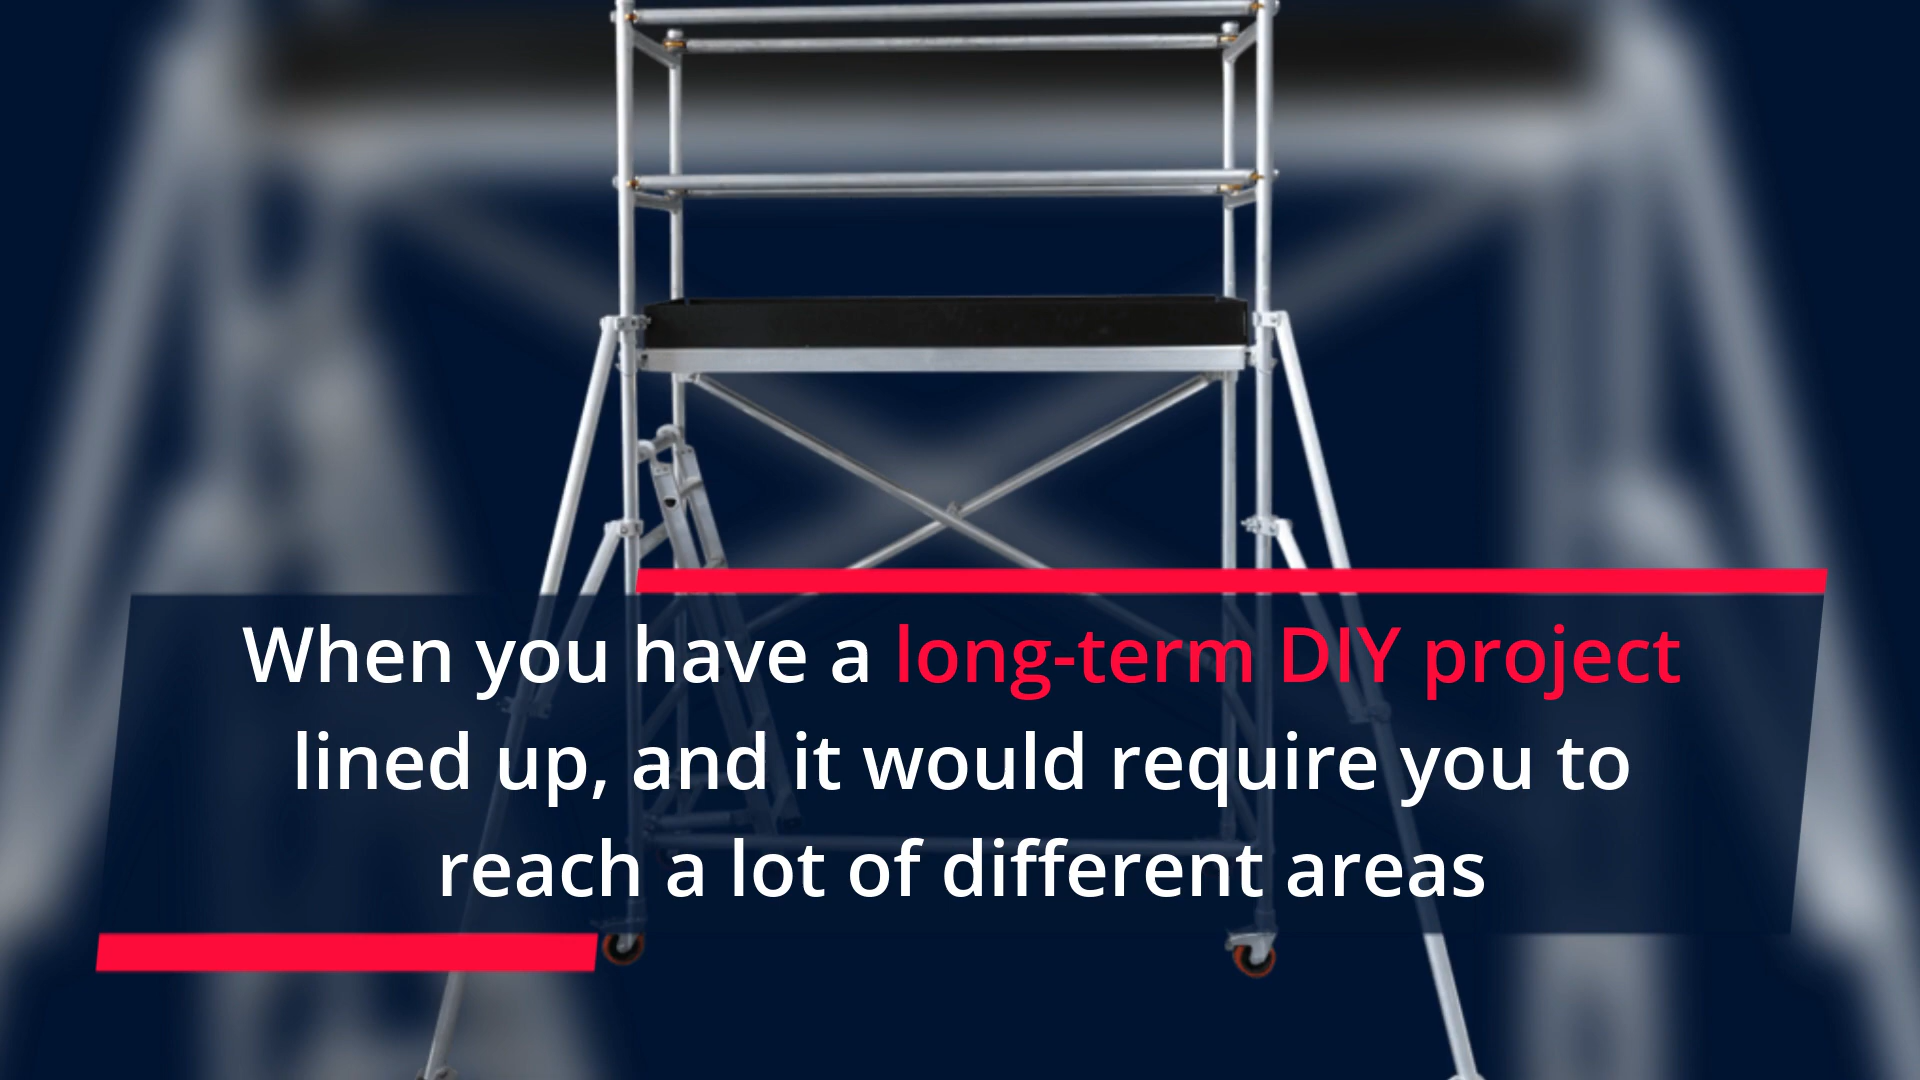 When you have a long-term DIY project
lined up, and it would require you to
reach a lot of different areas